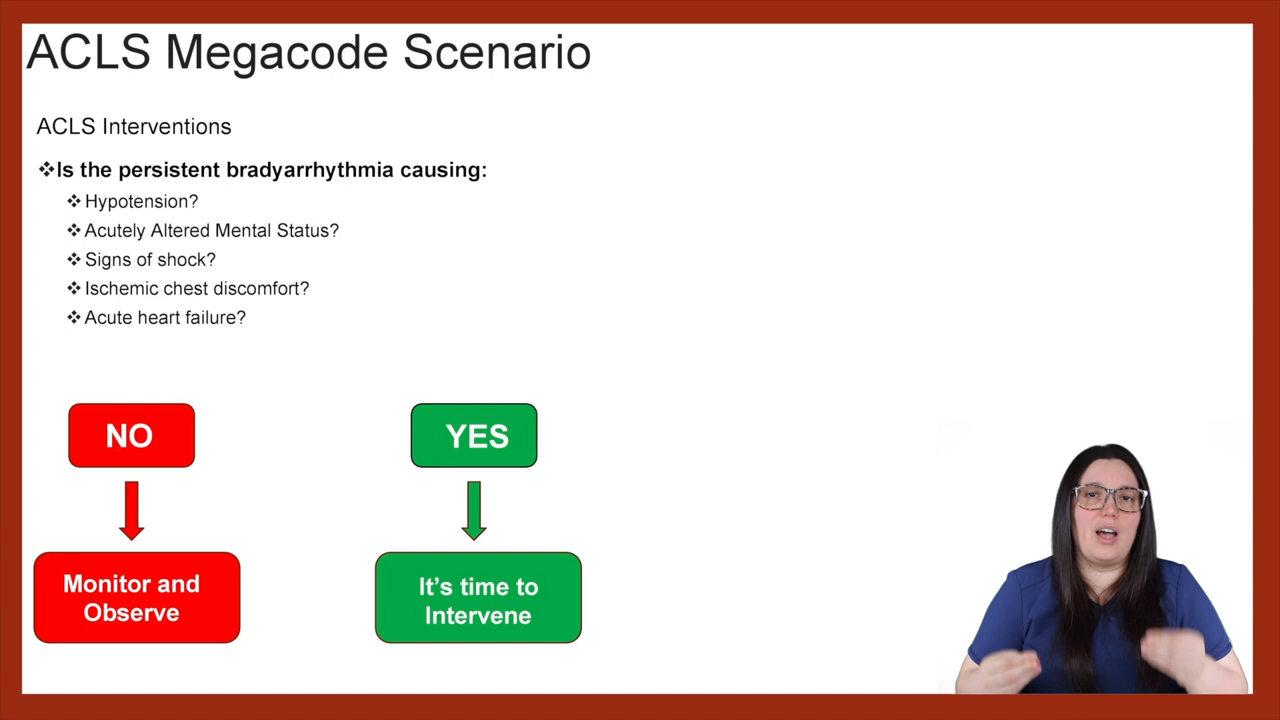 ACLS Megacode Scenario
ACLS Interventions
❖Is the persistent bradyarrhythmia causing:
❖ Hypotension?
❖ Acutely Altered Mental Status?
❖ Signs of shock?
❖ Ischemic chest discomfort?
❖ Acute heart failure?
NO
YES
Monitor and
Observe
It's time to
Intervene